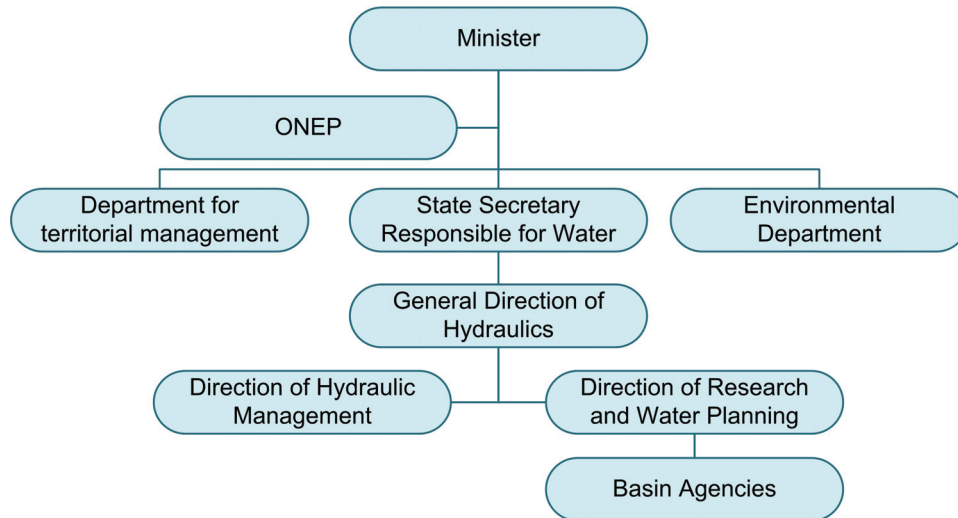 Minister
ONEP
Department for
territorial management
State Secretary
Responsible for Water
Environmental
Department
General Direction of
Hydraulics
Direction of Hydraulic
Management
Direction of Research
and Water Planning
Basin Agencies